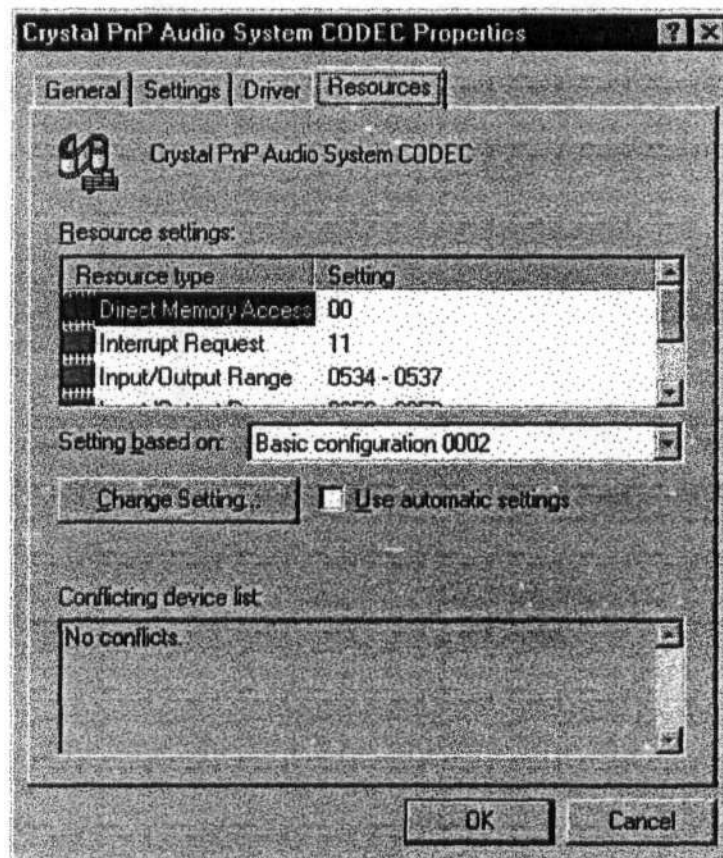 Crystal PnP Audio System CODEC Properties
General Settings Driver Resources
Crystal PnP Audio System CODEC
Resource settings:
Resource type Setting
Direct Memory Access 00
Interrupt Request 11
Input/Output Range 0534 - 0537
Setting based on: Basic configuration 0002
Change Setting... Use automatic settings
Conflicting device list:
No conflicts.
OK Cancel